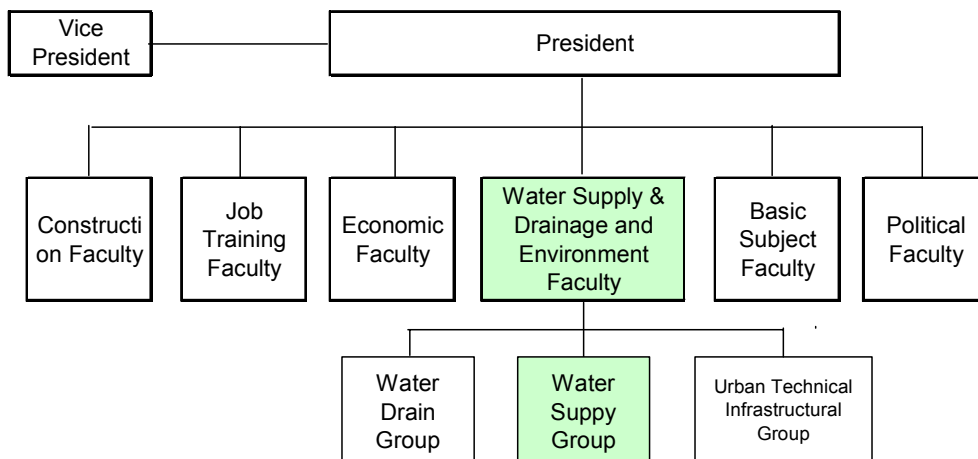 Vice
President
President
Constructi
on Faculty
Job
Training
Faculty
Economic
Faculty
Water Supply &
Drainage and
Environment
Faculty
Basic
Subject
Faculty
Political
Faculty
Water
Drain
Group
Water
Suppy
Group
Urban Technical
Infrastructural
Group